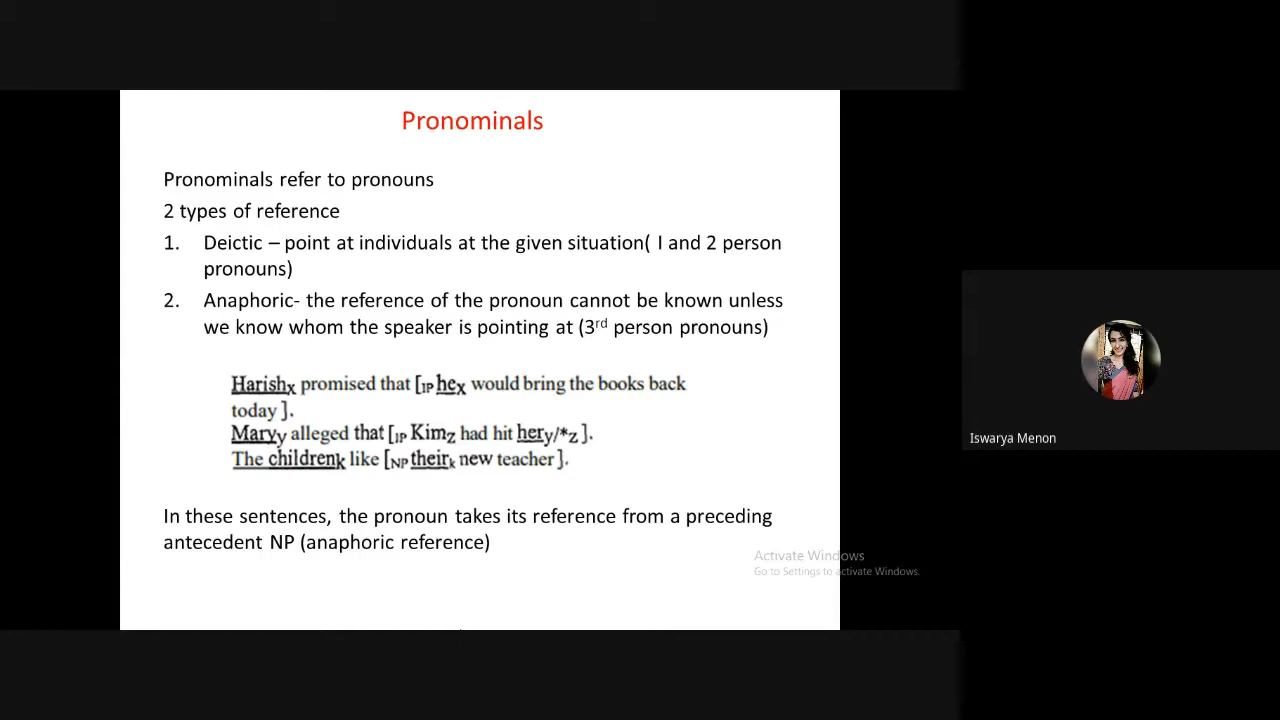 Pronominals
Pronominals refer to pronouns
2 types of reference
1. Deictic – point at individuals at the given situation( I and 2 person
pronouns)
2. Anaphoric- the reference of the pronoun cannot be known unless
we know whom the speaker is pointing at (3rd person pronouns)
Harishx promised that [IP hex would bring the books back
today ].
Maryy alleged that [IP Kimz had hit hery/*z ].
The childrenk like [NP theirk new teacher ].
In these sentences, the pronoun takes its reference from a preceding
antecedent NP (anaphoric reference)
Activate Windows
Go to Settings to activate Windows.
Iswarya Menon